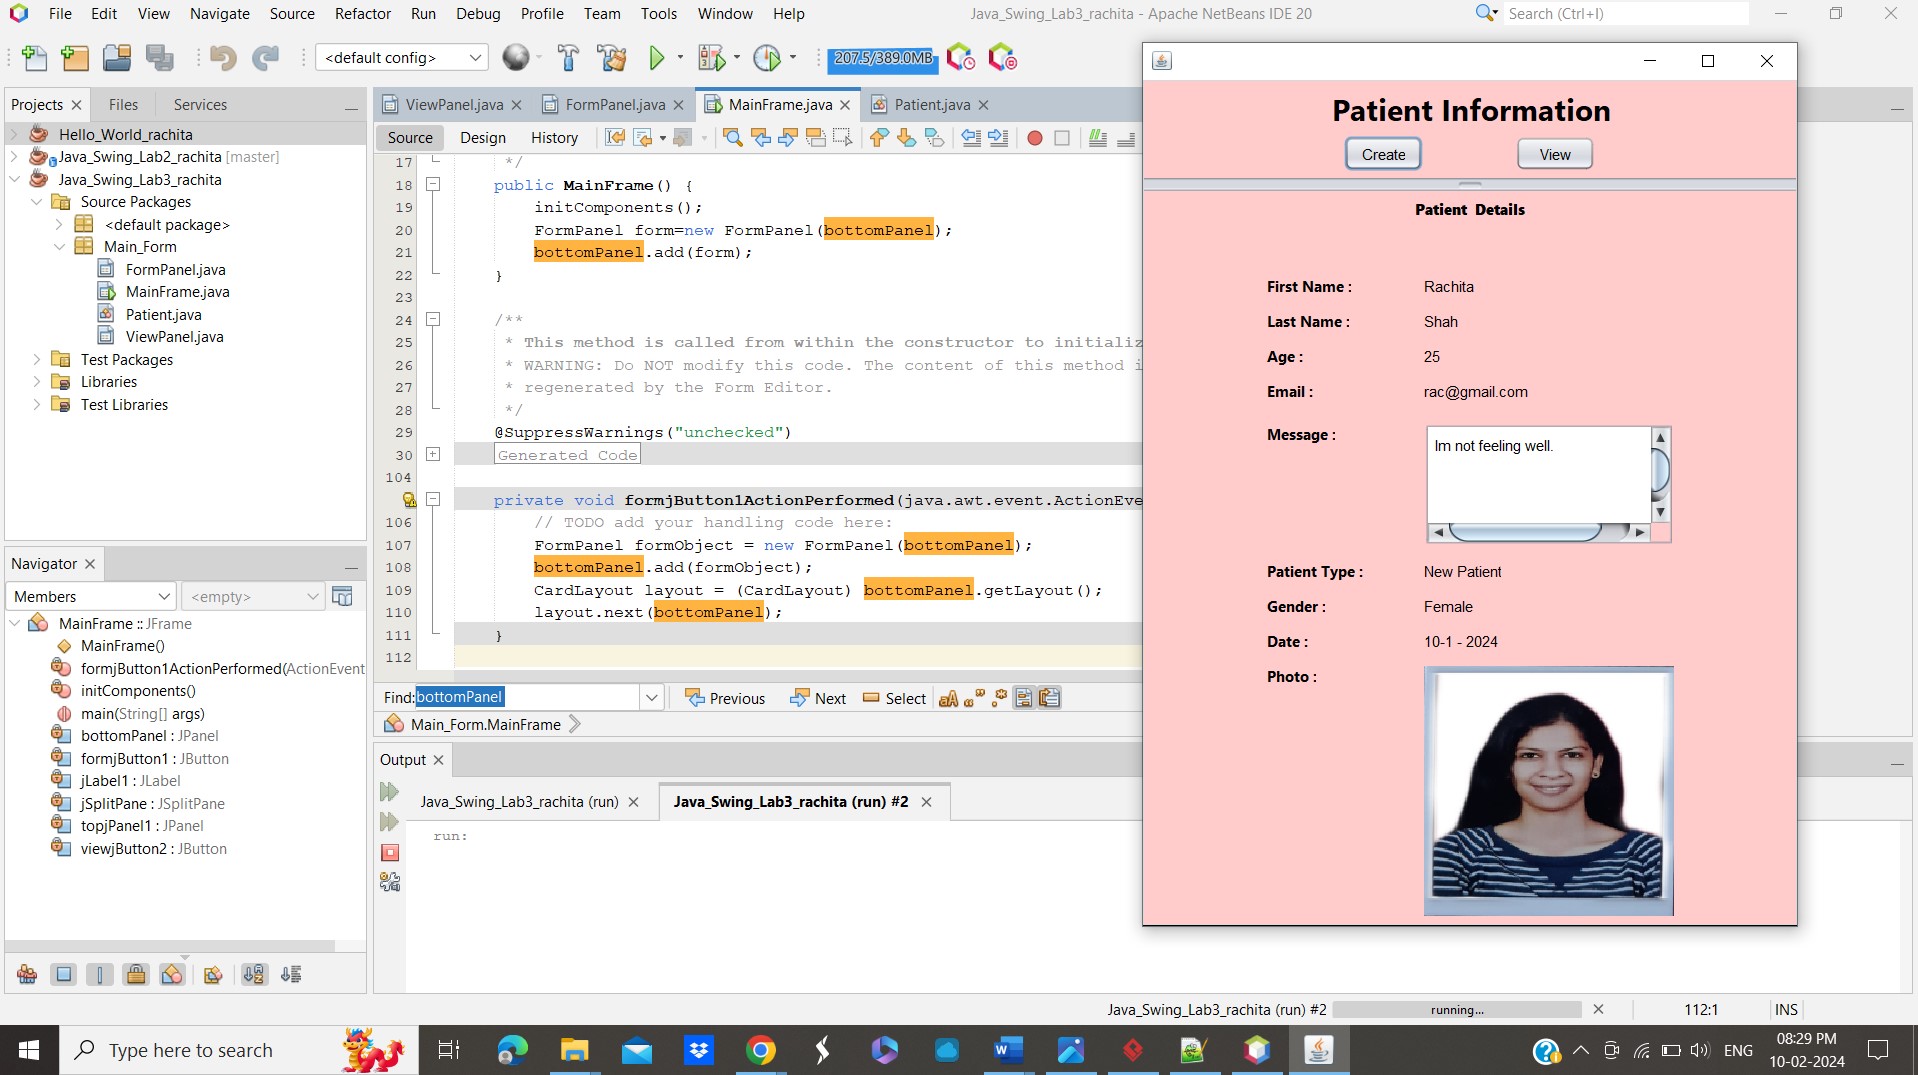 File Edit View Navigate Source Refactor Run Debug Profile Team Tools Window Help
Java_Swing_Lab3_rachita - Apache NetBeans IDE 20
Search (Ctrl+I)
<default config>
207.5/389.0MB
Projects
Files
Services
Hello_World_rachita
Java_Swing_Lab2_rachita [master]
Java_Swing_Lab3_rachita
Source Packages
<default package>
Main_Form
FormPanel.java
MainFrame.java
Patient.java
ViewPanel.java
Test Packages
Libraries
Test Libraries
Navigator
Members
<empty>
MainFrame :: JFrame
MainFrame()
formjButton1ActionPerformed(ActionEvent
initComponents()
main(String[] args)
bottomPanel : JPanel
formjButton1 : JButton
jLabel1 : JLabel
jSplitPane : JSplitPane
topjPanel1 : JPanel
viewjButton2 : JButton
ViewPanel.java
FormPanel.java
MainFrame.java
Patient.java
Source Design History
17 */
18 public MainFrame() {
19 initComponents();
20 FormPanel form=new FormPanel(bottomPanel);
21 bottomPanel.add(form);
22 }
23
24 /**
25 * This method is called from within the constructor to initializ
26 * WARNING: Do NOT modify this code. The content of this method i
27 * regenerated by the Form Editor.
28 */
29 @SuppressWarnings("unchecked")
30 Generated Code
104
private void formjButton1ActionPerformed(java.awt.event.ActionEve
106 // TODO add your handling code here:
107 FormPanel formObject = new FormPanel(bottomPanel);
108 bottomPanel.add(formObject);
109 CardLayout layout = (CardLayout) bottomPanel.getLayout();
110 layout.next(bottomPanel);
111 }
112
Find: bottomPanel
Previous
Next
Select
Main_Form.MainFrame
Output
Java_Swing_Lab3_rachita (run)
Java_Swing_Lab3_rachita (run) #2
run:
Patient Information
Create
View
Patient Details
First Name : Rachita
Last Name : Shah
Age : 25
Email : rac@gmail.com
Message : Im not feeling well.
Patient Type : New Patient
Gender : Female
Date : 10-1 - 2024
Photo :
Java_Swing_Lab3_rachita (run) #2
running...
112:1
INS
Type here to search
ENG
08:29 PM
10-02-2024